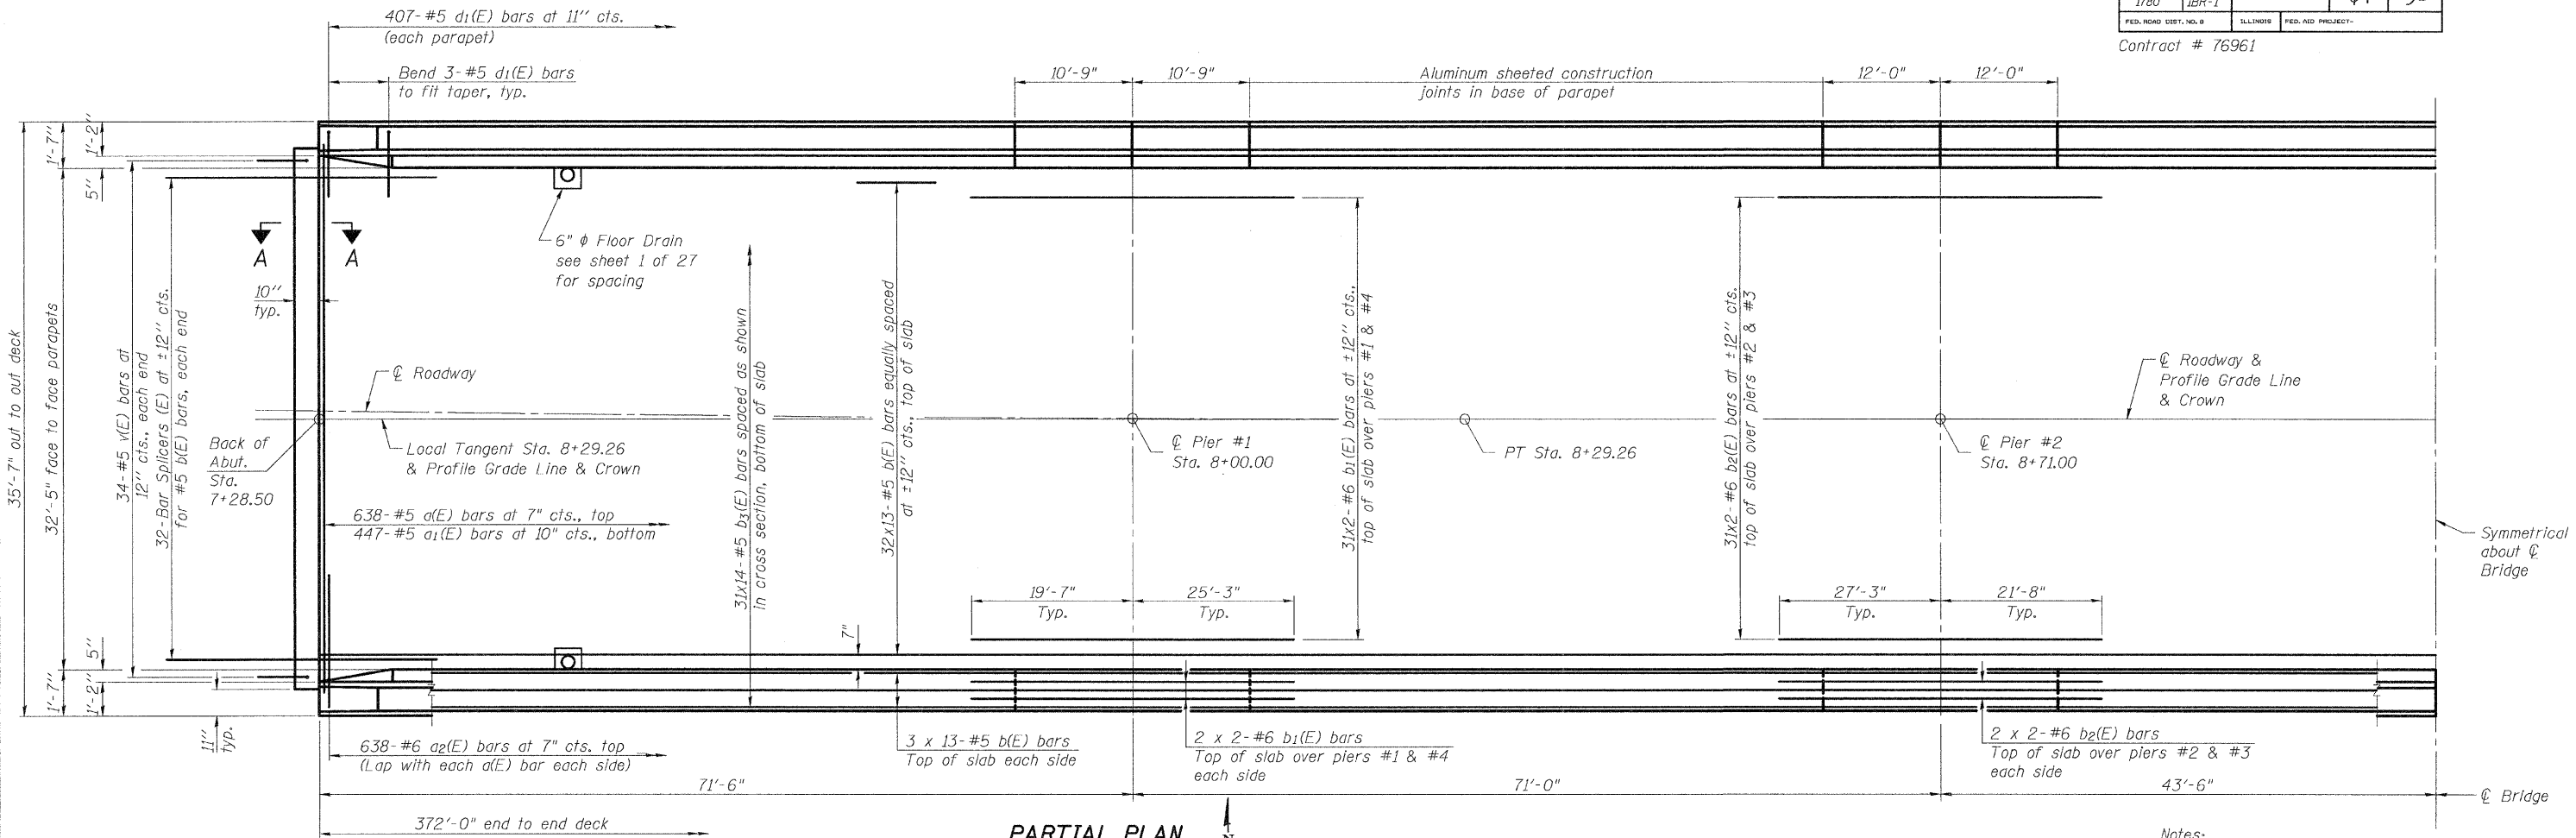 1780 1BR-1
FED. ROAD DIST. NO. 8 ILLINOIS FED. AID PROJECT-
Contract # 76961
407-#5 d1(E) bars at 11" cts.
(each parapet)
Bend 3-#5 d1(E) bars
to fit taper, typ.
10'-9"
10'-9"
Aluminum sheeted construction
joints in base of parapet
12'-0"
12'-0"
35'-7" out to out deck
1'-7"
1'-2"
5"
32'-5" face to face parapets
34-#5 v(E) bars at
12" cts., each end
32-Bar Splicers (E) at ±12" cts.
for #5 b(E) bars, each end
A
A
10"
typ.
6" ϕ Floor Drain
see sheet 1 of 27
for spacing
31x14-#5 b3(E) bars spaced as shown
in cross section, bottom of slab
32x13-#5 b(E) bars equally spaced
at ±12" cts., top of slab
31x2-#6 b1(E) bars at ±12" cts.,
top of slab over piers #1 & #4
31x2-#6 b2(E) bars at ±12" cts.
top of slab over piers #2 & #3
℄ Roadway
℄ Roadway &
Profile Grade Line
& Crown
Back of
Abut.
Sta.
7+28.50
Local Tangent Sta. 8+29.26
& Profile Grade Line & Crown
℄ Pier #1
Sta. 8+00.00
PT Sta. 8+29.26
℄ Pier #2
Sta. 8+71.00
638-#5 a(E) bars at 7" cts., top
447-#5 a1(E) bars at 10" cts., bottom
Symmetrical
about ℄
Bridge
19'-7"
Typ.
25'-3"
Typ.
27'-3"
Typ.
21'-8"
Typ.
7"
5"
1'-7"
1'-2"
11"
typ.
638-#6 a2(E) bars at 7" cts. top
(Lap with each a(E) bar each side)
3 x 13-#5 b(E) bars
Top of slab each side
2 x 2-#6 b1(E) bars
Top of slab over piers #1 & #4
each side
2 x 2-#6 b2(E) bars
Top of slab over piers #2 & #3
each side
71'-6"
71'-0"
43'-6"
℄ Bridge
372'-0" end to end deck
PARTIAL PLAN
Notes: